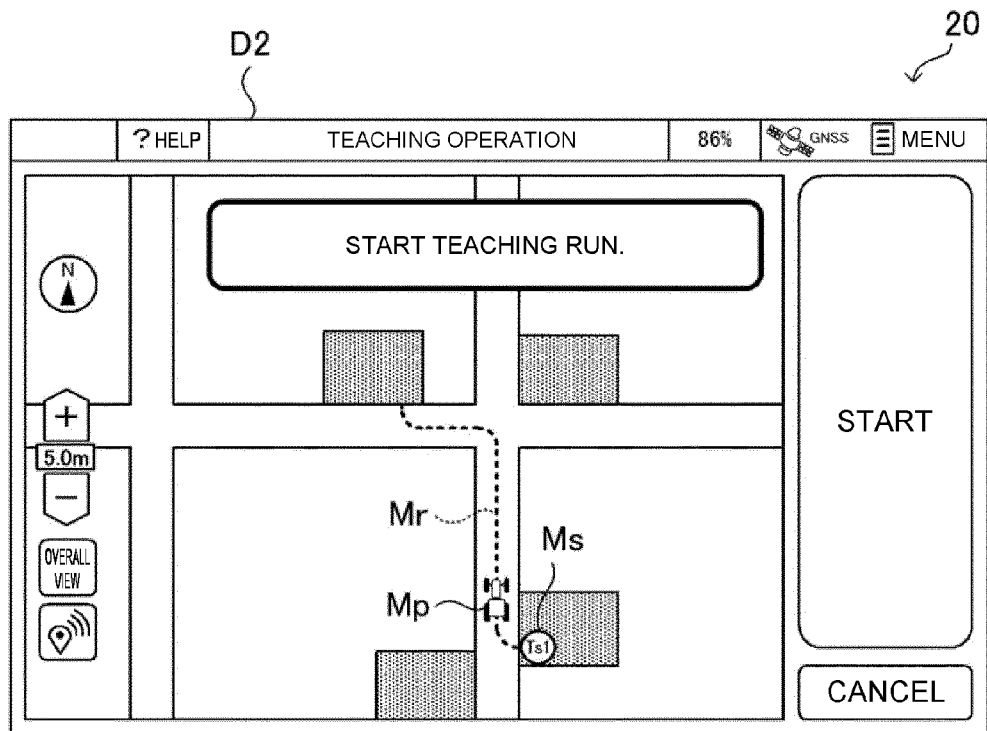 20
D2
? HELP
TEACHING OPERATION
86%
GNSS
MENU
START TEACHING RUN.
N
+
5.0m
−
START
Mr
Ms
OVERALL
VIEW
Mp
Ts1
CANCEL